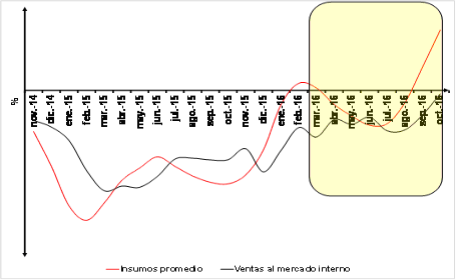 %
nov.-14 dic.-14 ene.-15 feb.-15 mar.-15 abr.-15 may.-15 jun.-15 jul.-15 ago.-15 sep.-15 oct.-15 nov.-15 dic.-15 ene.-16 feb.-16 mar.-16 abr.-16 may.-16 jun.-16 jul.-16 ago.-16 sep.-16 oct.-16
Insumos promedio Ventas al mercado interno